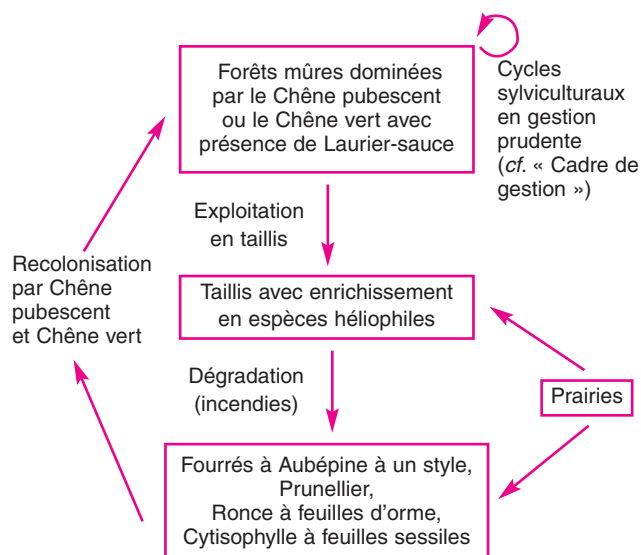 Forêts mûres dominées
par le Chêne pubescent
ou le Chêne vert avec
présence de Laurier-sauce
Cycles
sylviculturaux
en gestion
prudente
(cf. « Cadre de
gestion »)
Exploitation
en taillis
Recolonisation
par Chêne
pubescent
et Chêne vert
Taillis avec enrichissement
en espèces héliophiles
Dégradation
(incendies)
Prairies
Fourrés à Aubépine à un style,
Prunellier,
Ronce à feuilles d'orme,
Cytisophylle à feuilles sessiles